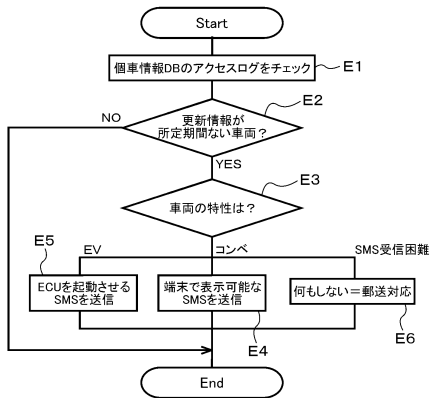 Start
個車情報DBのアクセスログをチェック
E1
更新情報が
所定期間ない車両？
E2
NO
YES
E3
車両の特性は？
EV
コンベ
SMS受信困難
E5
ECUを起動させる
SMSを送信
端末で表示可能な
SMSを送信
E4
何もしない＝郵送対応
E6
End